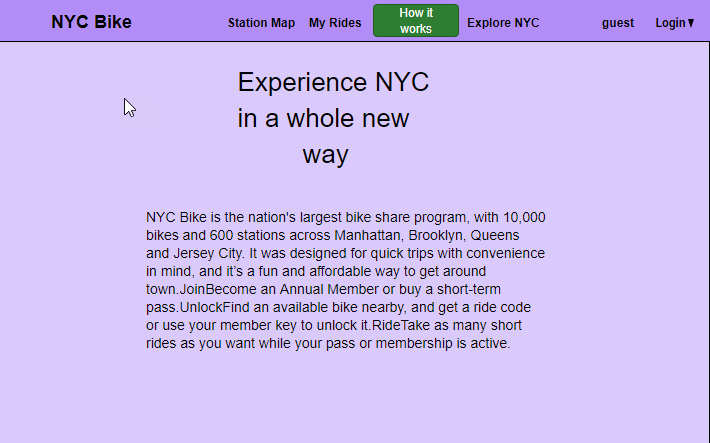 NYC Bike
Station Map
My Rides
How it
works
Explore NYC
guest
Login▼
Experience NYC
in a whole new
way
NYC Bike is the nation's largest bike share program, with 10,000
bikes and 600 stations across Manhattan, Brooklyn, Queens
and Jersey City. It was designed for quick trips with convenience
in mind, and it’s a fun and affordable way to get around
town.JoinBecome an Annual Member or buy a short-term
pass.UnlockFind an available bike nearby, and get a ride code
or use your member key to unlock it.RideTake as many short
rides as you want while your pass or membership is active.